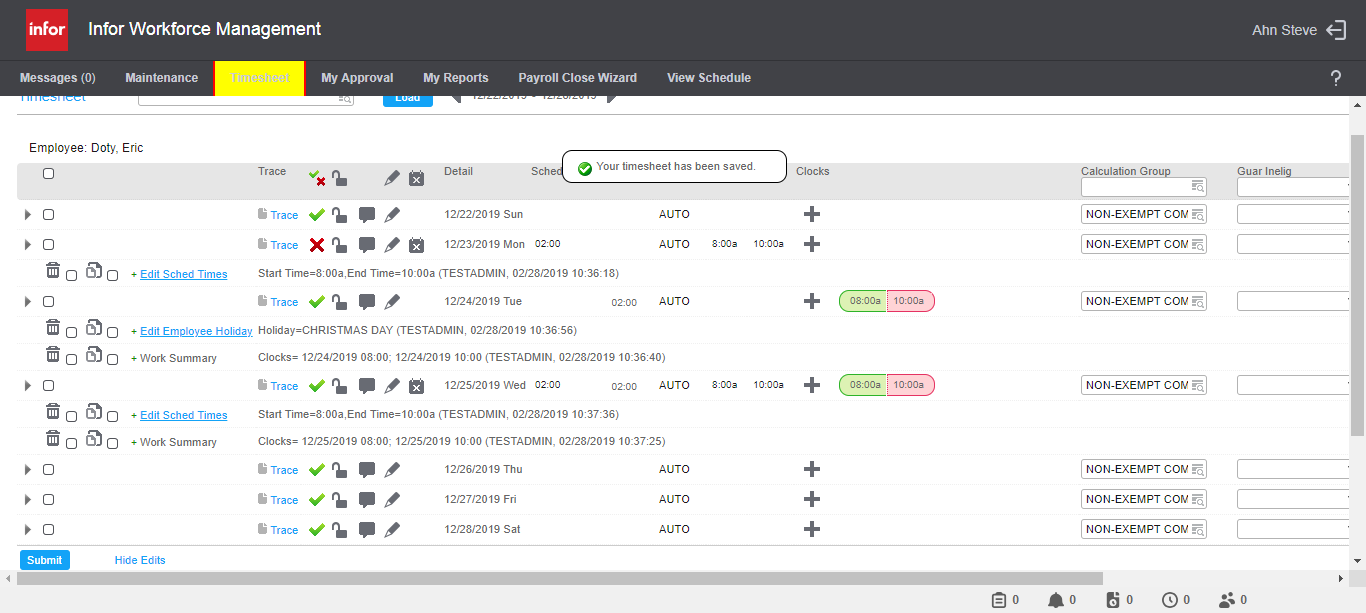 infor Infor Workforce Management Ahn Steve
Messages (0) Maintenance Timesheet My Approval My Reports Payroll Close Wizard View Schedule ?
Timesheet Load 12/22/2019 - 12/28/2019
Employee: Doty, Eric
Your timesheet has been saved.
Trace Detail Sched Clocks Calculation Group Guar Inelig
Trace 12/22/2019 Sun AUTO NON-EXEMPT COM
Trace 12/23/2019 Mon 02:00 AUTO 8:00a 10:00a NON-EXEMPT COM
+ Edit Sched Times Start Time=8:00a,End Time=10:00a (TESTADMIN, 02/28/2019 10:36:18)
Trace 12/24/2019 Tue 02:00 AUTO 08:00a 10:00a NON-EXEMPT COM
+ Edit Employee Holiday Holiday=CHRISTMAS DAY (TESTADMIN, 02/28/2019 10:36:56)
+ Work Summary Clocks= 12/24/2019 08:00; 12/24/2019 10:00 (TESTADMIN, 02/28/2019 10:36:40)
Trace 12/25/2019 Wed 02:00 02:00 AUTO 8:00a 10:00a 08:00a 10:00a NON-EXEMPT COM
+ Edit Sched Times Start Time=8:00a,End Time=10:00a (TESTADMIN, 02/28/2019 10:37:36)
+ Work Summary Clocks= 12/25/2019 08:00; 12/25/2019 10:00 (TESTADMIN, 02/28/2019 10:37:25)
Trace 12/26/2019 Thu AUTO NON-EXEMPT COM
Trace 12/27/2019 Fri AUTO NON-EXEMPT COM
Trace 12/28/2019 Sat AUTO NON-EXEMPT COM
Submit Hide Edits
0 0 0 0 0